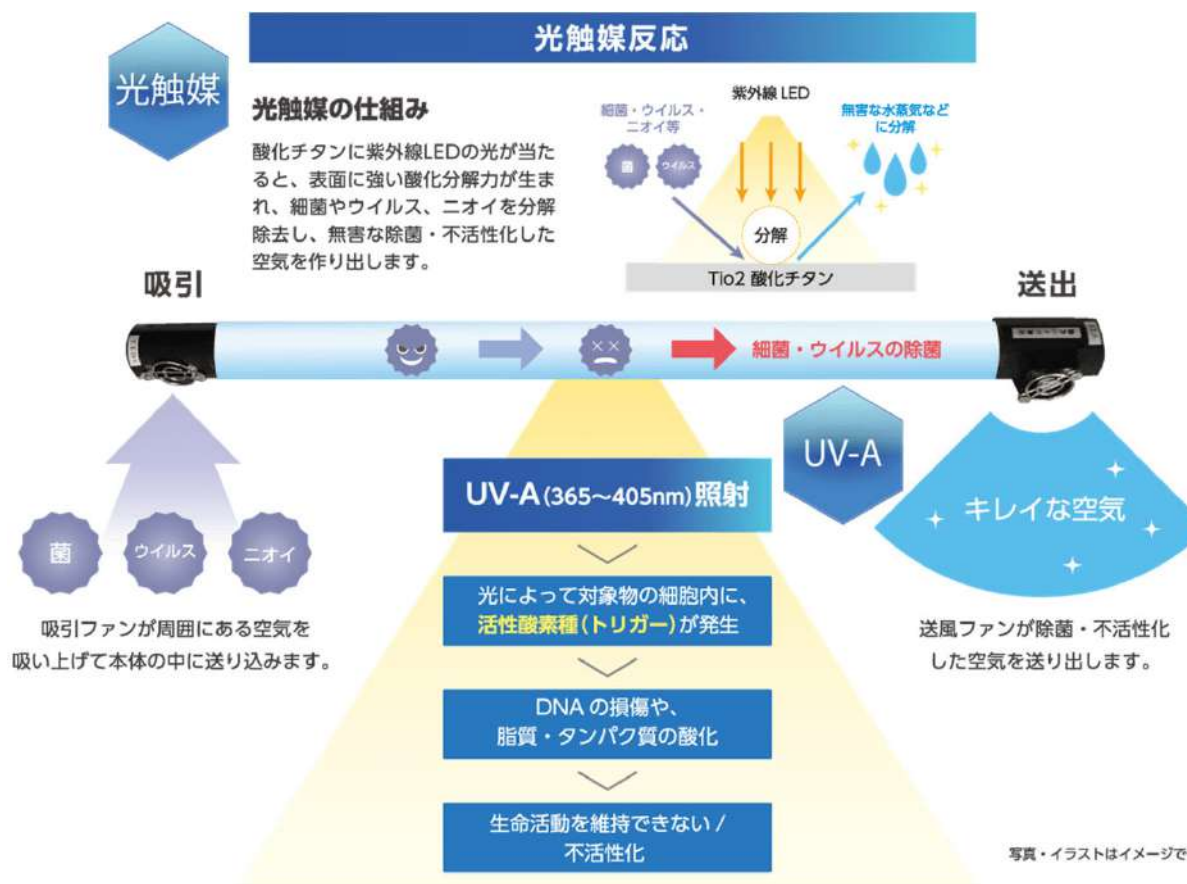 光触媒反応
光触媒
光触媒の仕組み
酸化チタンに紫外線LEDの光が当た
ると、表面に強い酸化分解力が生ま
れ、細菌やウイルス、ニオイを分解
除去し、無害な除菌・不活性化した
空気を作り出します。
細菌・ウイルス・
ニオイ等
菌
ウイルス
紫外線 LED
無害な水蒸気など
に分解
分解
Tio2 酸化チタン
吸引
送出
細菌・ウイルスの除菌
UV-A
UV-A(365〜405nm)照射
キレイな空気
菌
ウイルス
ニオイ
光によって対象物の細胞内に、
活性酸素種(トリガー)が発生
吸引ファンが周囲にある空気を
吸い上げて本体の中に送り込みます。
送風ファンが除菌・不活性化
した空気を送り出します。
DNA の損傷や、
脂質・タンパク質の酸化
生命活動を維持できない/
不活性化
写真・イラストはイメージで